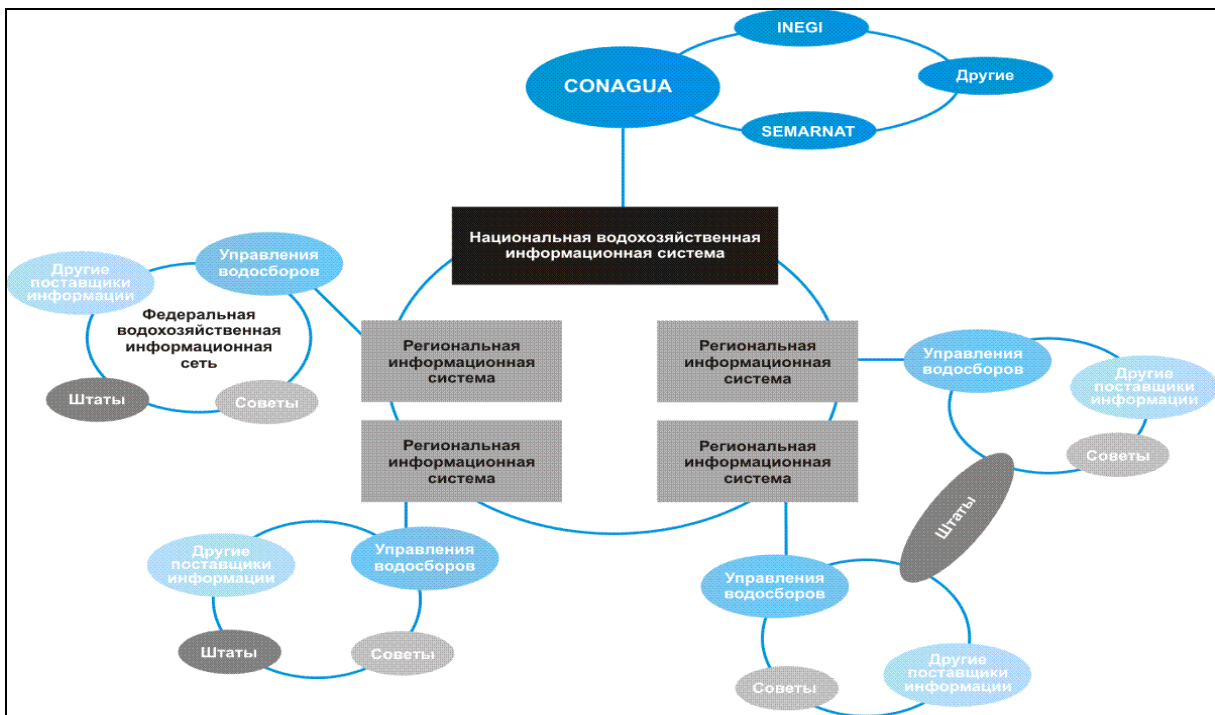 INEGI
CONAGUA
Другие
SEMARNAT
Национальная водохозяйственная
информационная система
Управления
водосборов
Другие
поставщики
информации
Федеральная
водохозяйственная
информационная
сеть
Штаты
Советы
Региональная
информационная
система
Региональная
информационная
система
Управления
водосборов
Другие
поставщики
информации
Советы
Региональная
информационная
система
Региональная
информационная
система
Штаты
Другие
поставщики
информации
Управления
водосборов
Штаты
Советы
Управления
водосборов
Другие
поставщики
информации
Советы